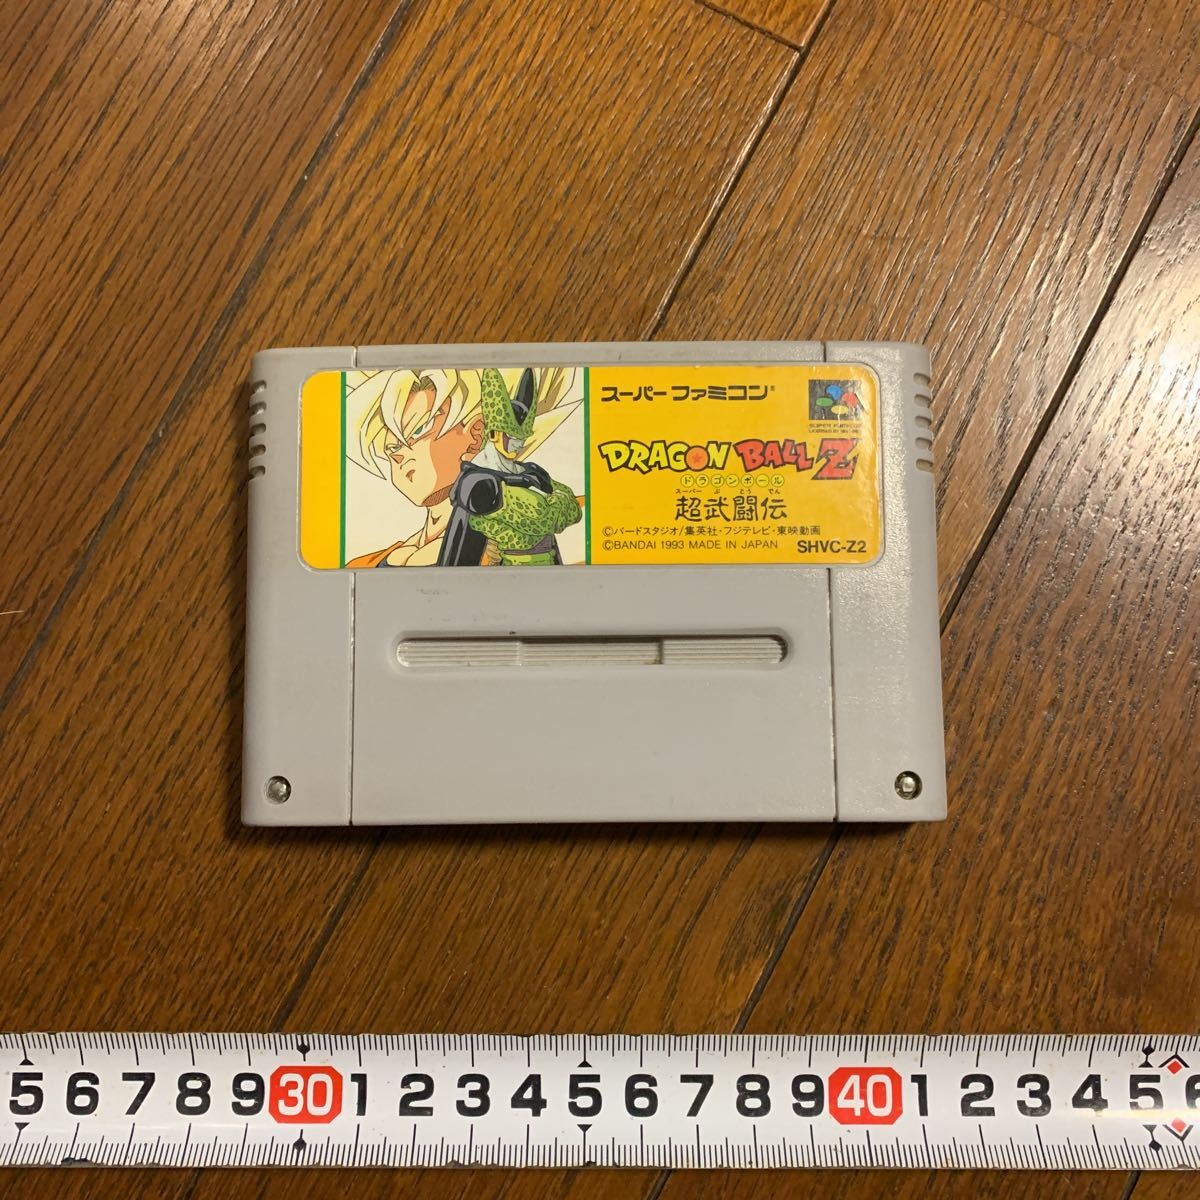 スーパーファミコン®
SUPER FAMICOM
DRAGON BALL Z
ドラゴンボール
スーパー ぶ とう でん
超武闘伝
©バードスタジオ/集英社・フジテレビ・東映動画
©BANDAI 1993 MADE IN JAPAN SHVC-Z2
5 6 7 8 9 30 1 2 3 4 5 6 7 8 9 40 1 2 3 4 5 6